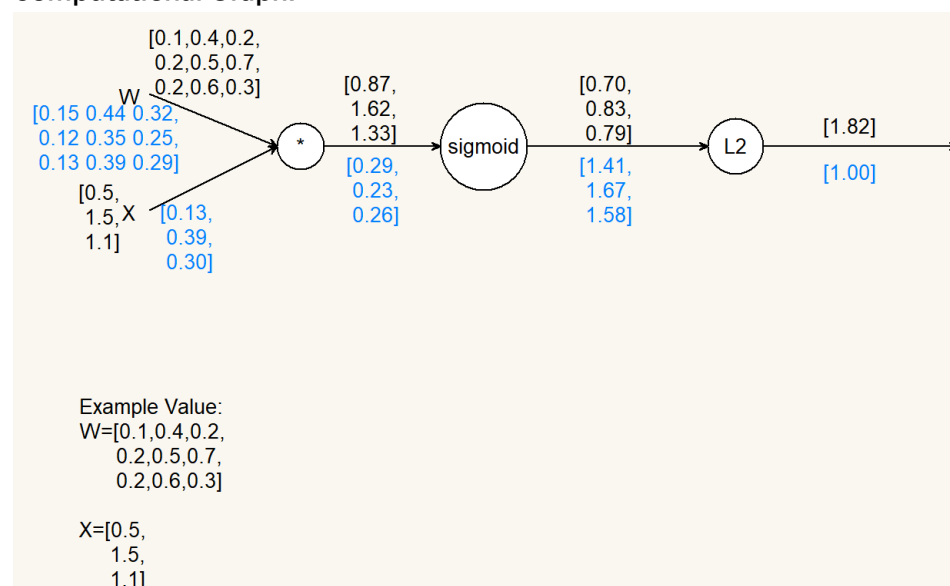 [0.1,0.4,0.2,
0.2,0.5,0.7,
0.2,0.6,0.3]
W
[0.15 0.44 0.32,
0.12 0.35 0.25,
0.13 0.39 0.29]
[0.5,
1.5,
1.1]
X
[0.13,
0.39,
0.30]
*
[0.87,
1.62,
1.33]
[0.29,
0.23,
0.26]
sigmoid
[0.70,
0.83,
0.79]
[1.41,
1.67,
1.58]
L2
[1.82]
[1.00]
Example Value:
W=[0.1,0.4,0.2,
0.2,0.5,0.7,
0.2,0.6,0.3]
X=[0.5,
1.5,
1.1]